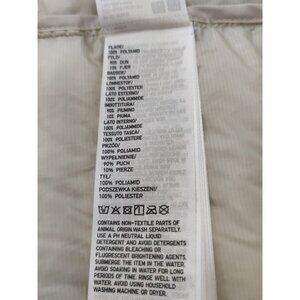 100% POLYAMID
FYLD/
90% DUN
10% FJER
BAGSIDE/
100% POLYAMID
LOMMESTOF/
100% POLYESTER
LATO ESTERNO/
100% POLIAMMIDE
IMBOTTITURA/
90% PIUMINO
10% PIUMA
LATO INTERNO/
100% POLIAMMIDE
TESSUTO TASCA/
100% POLIESTERE
PRZÓD/
100% POLIAMID
WYPEŁNIENIE/
90% PUCH
10% PIERZE
TYŁ/
100% POLIAMID
PODSZEWKA KIESZENI/
100% POLIESTER
CONTAINS NON-TEXTILE PARTS OF
ANIMAL ORIGIN.WASH SEPARATELY.
USE A PH NEUTRAL LIQUID
DETERGENT AND AVOID DETERGENTS
CONTAINING BLEACHING OR
FLUORESCENT BRIGHTENING AGENTS.
SUBMERGE THE ITEM IN THE WATER.
AVOID SOAKING IN WATER FOR LONG
PERIODS OF TIME. RINSE WELL WITH
WATER. AVOID USING HOUSEHOLD
WASHING MACHINE OR DRYER.